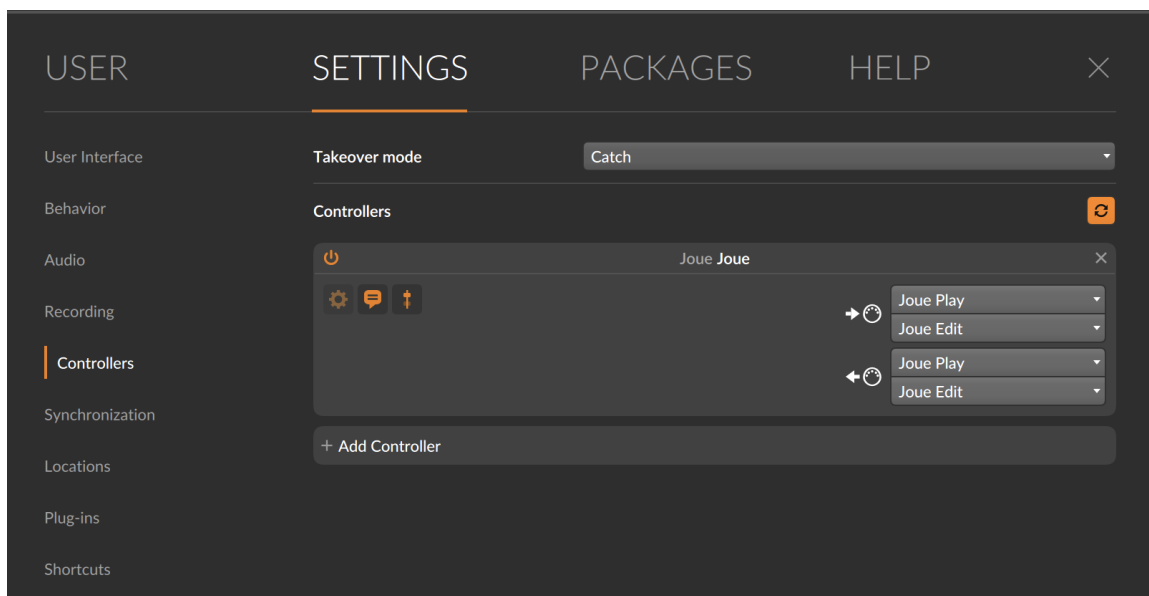 USER SETTINGS PACKAGES HELP
User Interface
Behavior
Audio
Recording
Controllers
Synchronization
Locations
Plug-ins
Shortcuts
Takeover mode Catch
Controllers
Joue Joue
Joue Play
Joue Edit
Joue Play
Joue Edit
+ Add Controller